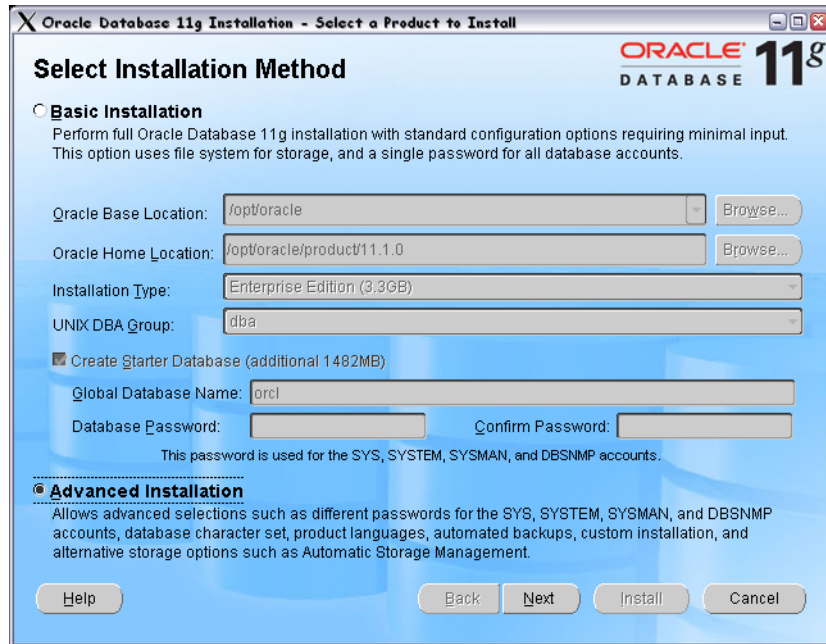 Oracle Database 11g Installation - Select a Product to Install
Select Installation Method
ORACLE
DATABASE
11g
Basic Installation
Perform full Oracle Database 11g installation with standard configuration options requiring minimal input.
This option uses file system for storage, and a single password for all database accounts.
Oracle Base Location: /opt/oracle Browse...
Oracle Home Location: /opt/oracle/product/11.1.0 Browse...
Installation Type: Enterprise Edition (3.3GB)
UNIX DBA Group: dba
Create Starter Database (additional 1482MB)
Global Database Name: orcl
Database Password: Confirm Password:
This password is used for the SYS, SYSTEM, SYSMAN, and DBSNMP accounts.
Advanced Installation
Allows advanced selections such as different passwords for the SYS, SYSTEM, SYSMAN, and DBSNMP
accounts, database character set, product languages, automated backups, custom installation, and
alternative storage options such as Automatic Storage Management.
Help Back Next Install Cancel